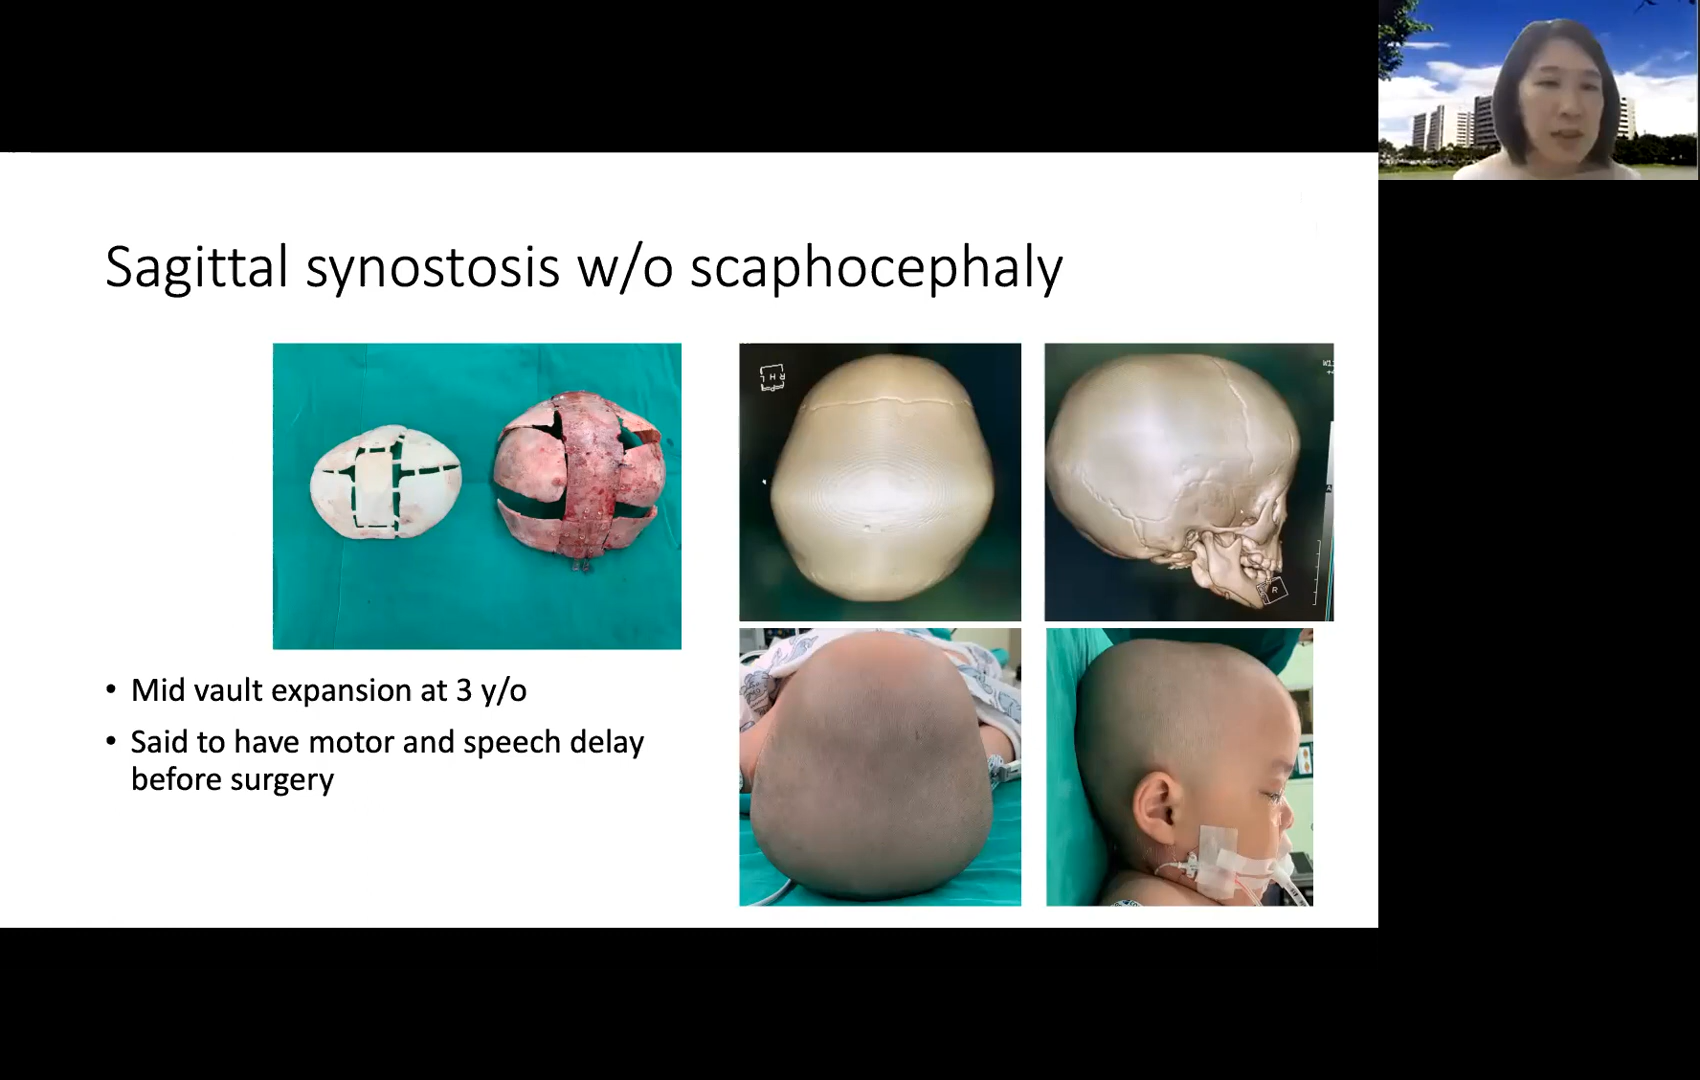 Sagittal synostosis w/o scaphocephaly
• Mid vault expansion at 3 y/o
• Said to have motor and speech delay
before surgery
R